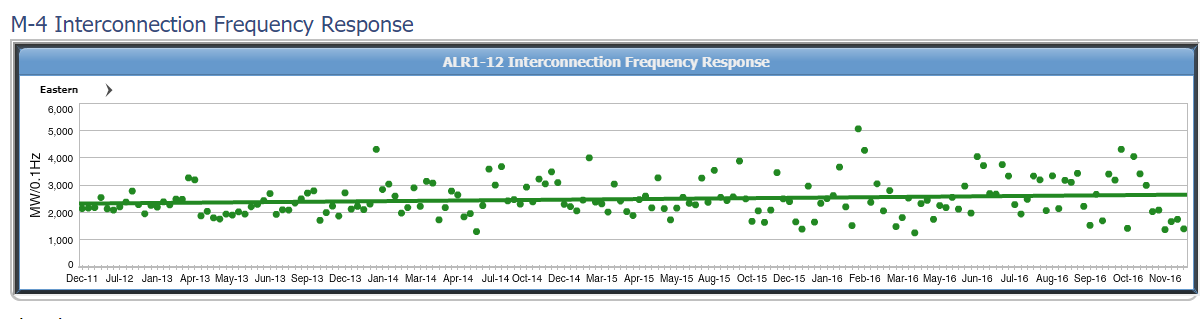 M-4 Interconnection Frequency Response
ALR1-12 Interconnection Frequency Response
Eastern
MW/0.1Hz
6,000
5,000
4,000
3,000
2,000
1,000
0
Dec-11 Jul-12 Jan-13 Apr-13 May-13 Jun-13 Sep-13 Dec-13 Jan-14 Mar-14 Apr-14 Jul-14 Oct-14 Dec-14 Mar-15 Apr-15 May-15 Aug-15 Oct-15 Dec-15 Jan-16 Feb-16 Mar-16 May-16 Jun-16 Jul-16 Aug-16 Sep-16 Oct-16 Nov-16